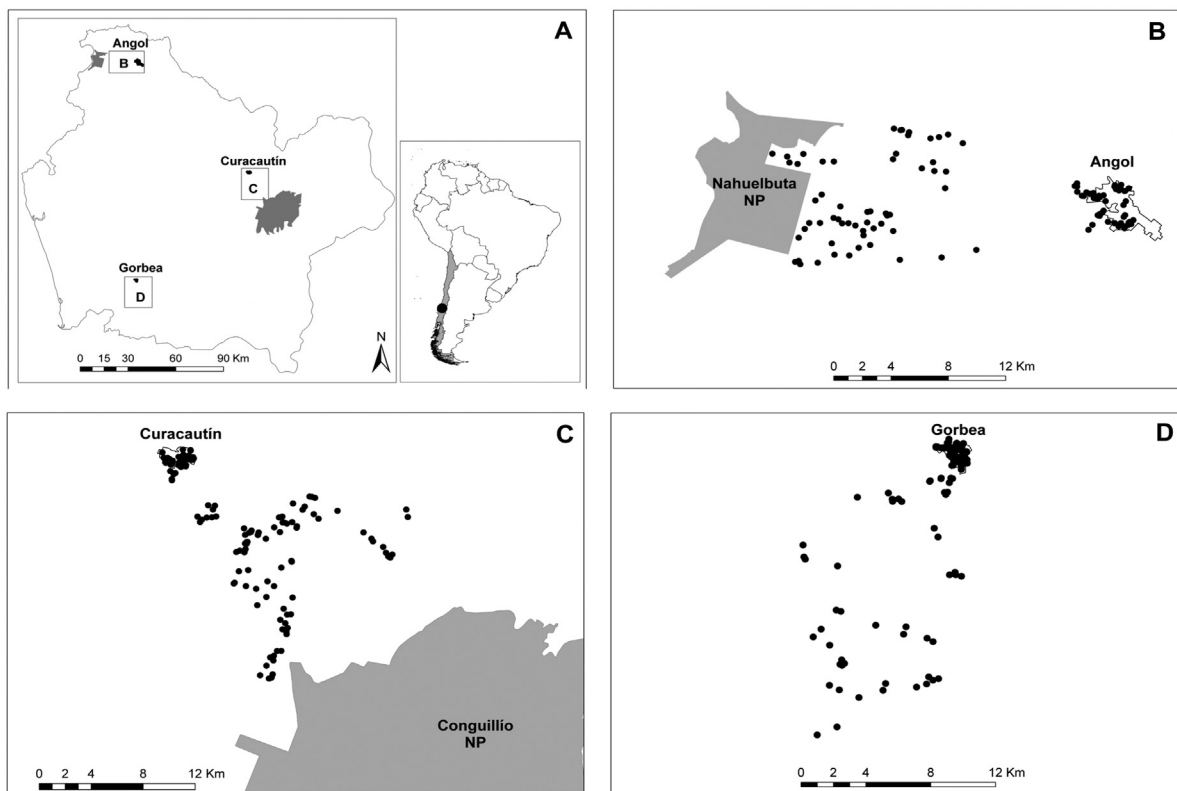 A
Angol
B
Curacautín
C
Gorbea
D
N
0 15 30 60 90 Km
B
Nahuelbuta
NP
Angol
0 2 4 8 12 Km
C
Curacautín
Conguillío
NP
0 2 4 8 12 Km
D
Gorbea
0 2 4 8 12 Km